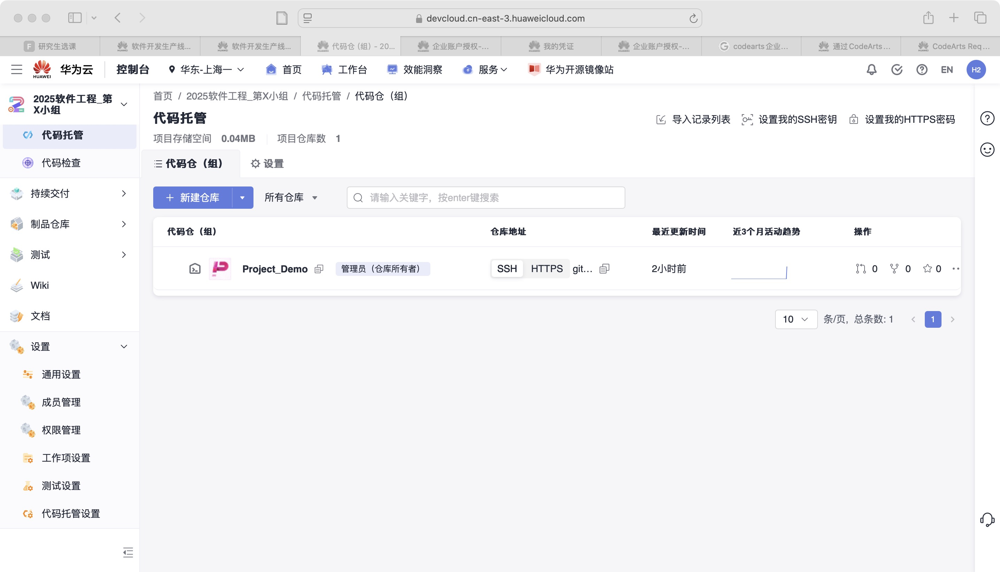 devcloud.cn-east-3.huaweicloud.com
F 研究生选课
HUAWEI 软件开发生产线...
HUAWEI 软件开发生产线...
HUAWEI 代码仓 (组) - 20...
HUAWEI 企业账户授权-...
HUAWEI 我的凭证
HUAWEI 企业账户授权-...
G codearts 企业...
HUAWEI 通过 CodeArts...
HUAWEI CodeArts Req...
HUAWEI 华为云 控制台 华东-上海一 首页 工作台 效能洞察 服务 华为开源镜像站 EN H2
2025软件工程_第
X小组
代码托管
代码检查
持续交付
制品仓库
测试
Wiki
文档
设置
通用设置
成员管理
权限管理
工作项设置
测试设置
代码托管设置
首页 / 2025软件工程_第X小组 / 代码托管 / 代码仓（组）
代码托管
导入记录列表 设置我的SSH密钥 设置我的HTTPS密码
项目存储空间 0.04MB 项目仓库数 1
代码仓（组） 设置
+ 新建仓库 所有仓库 请输入关键字，按enter键搜索
代码仓（组） 仓库地址 最近更新时间 近3个月活动趋势 操作
Project_Demo 管理员（仓库所有者） SSH HTTPS git... 2小时前 0 0 0
10 条/页，总条数: 1 1